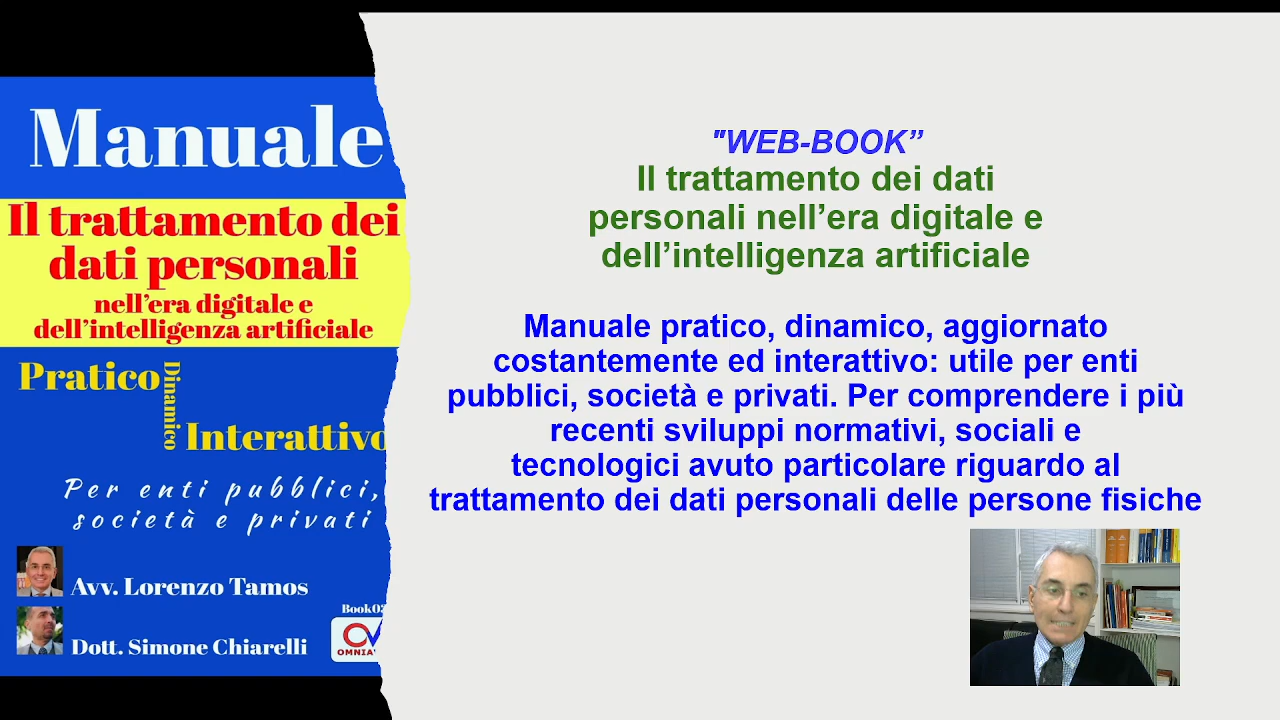 Manuale
Il trattamento dei
dati personali
nell'era digitale e
dell'intelligenza artificiale
Pratico
Dinamico
Interattivo
Per enti pubblici,
società e privati
Avv. Lorenzo Tamos
Dott. Simone Chiarelli
"WEB-BOOK”
Il trattamento dei dati
personali nell’era digitale e
dell’intelligenza artificiale
Manuale pratico, dinamico, aggiornato
costantemente ed interattivo: utile per enti
pubblici, società e privati. Per comprendere i più
recenti sviluppi normativi, sociali e
tecnologici avuto particolare riguardo al
trattamento dei dati personali delle persone fisiche